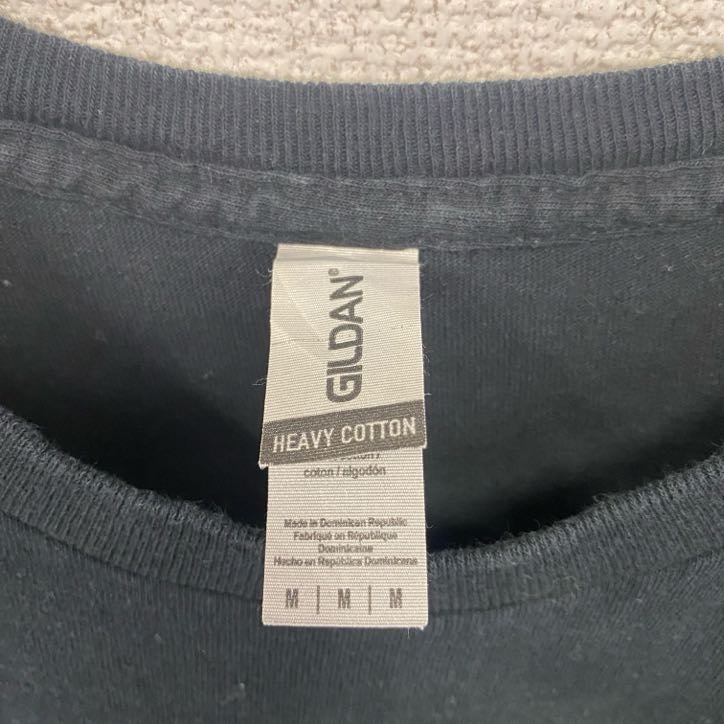 GILDAN®
HEAVY COTTON
coton / algodón
Made in Dominican Republic
Fabriqué en République
Dominicaine
Hecho en República Dominicana
M | M | M